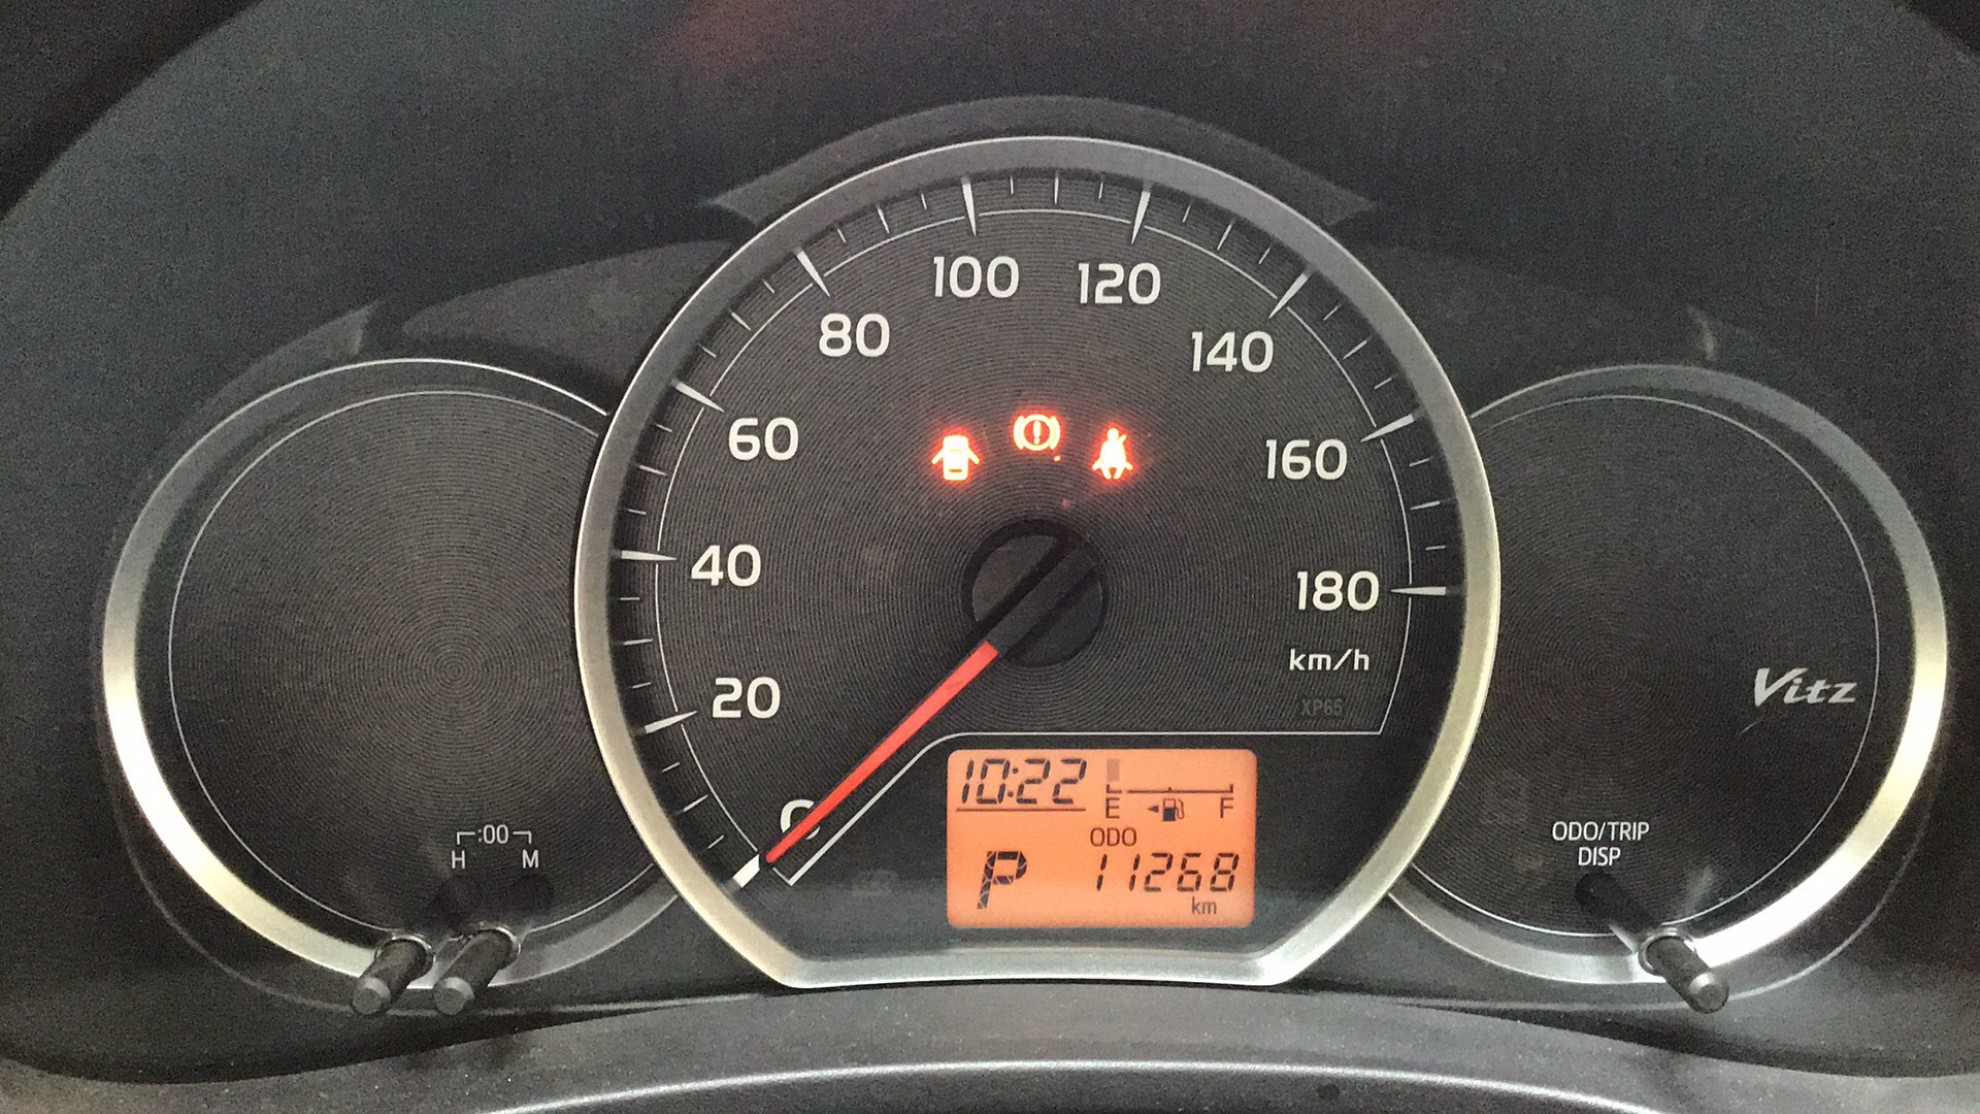 100 120
80 140
60 160
40 180
km/h
20
XP65
Vitz
0
10:22
E F
ODO
P 11268
km
:00
H M
ODO/TRIP
DISP